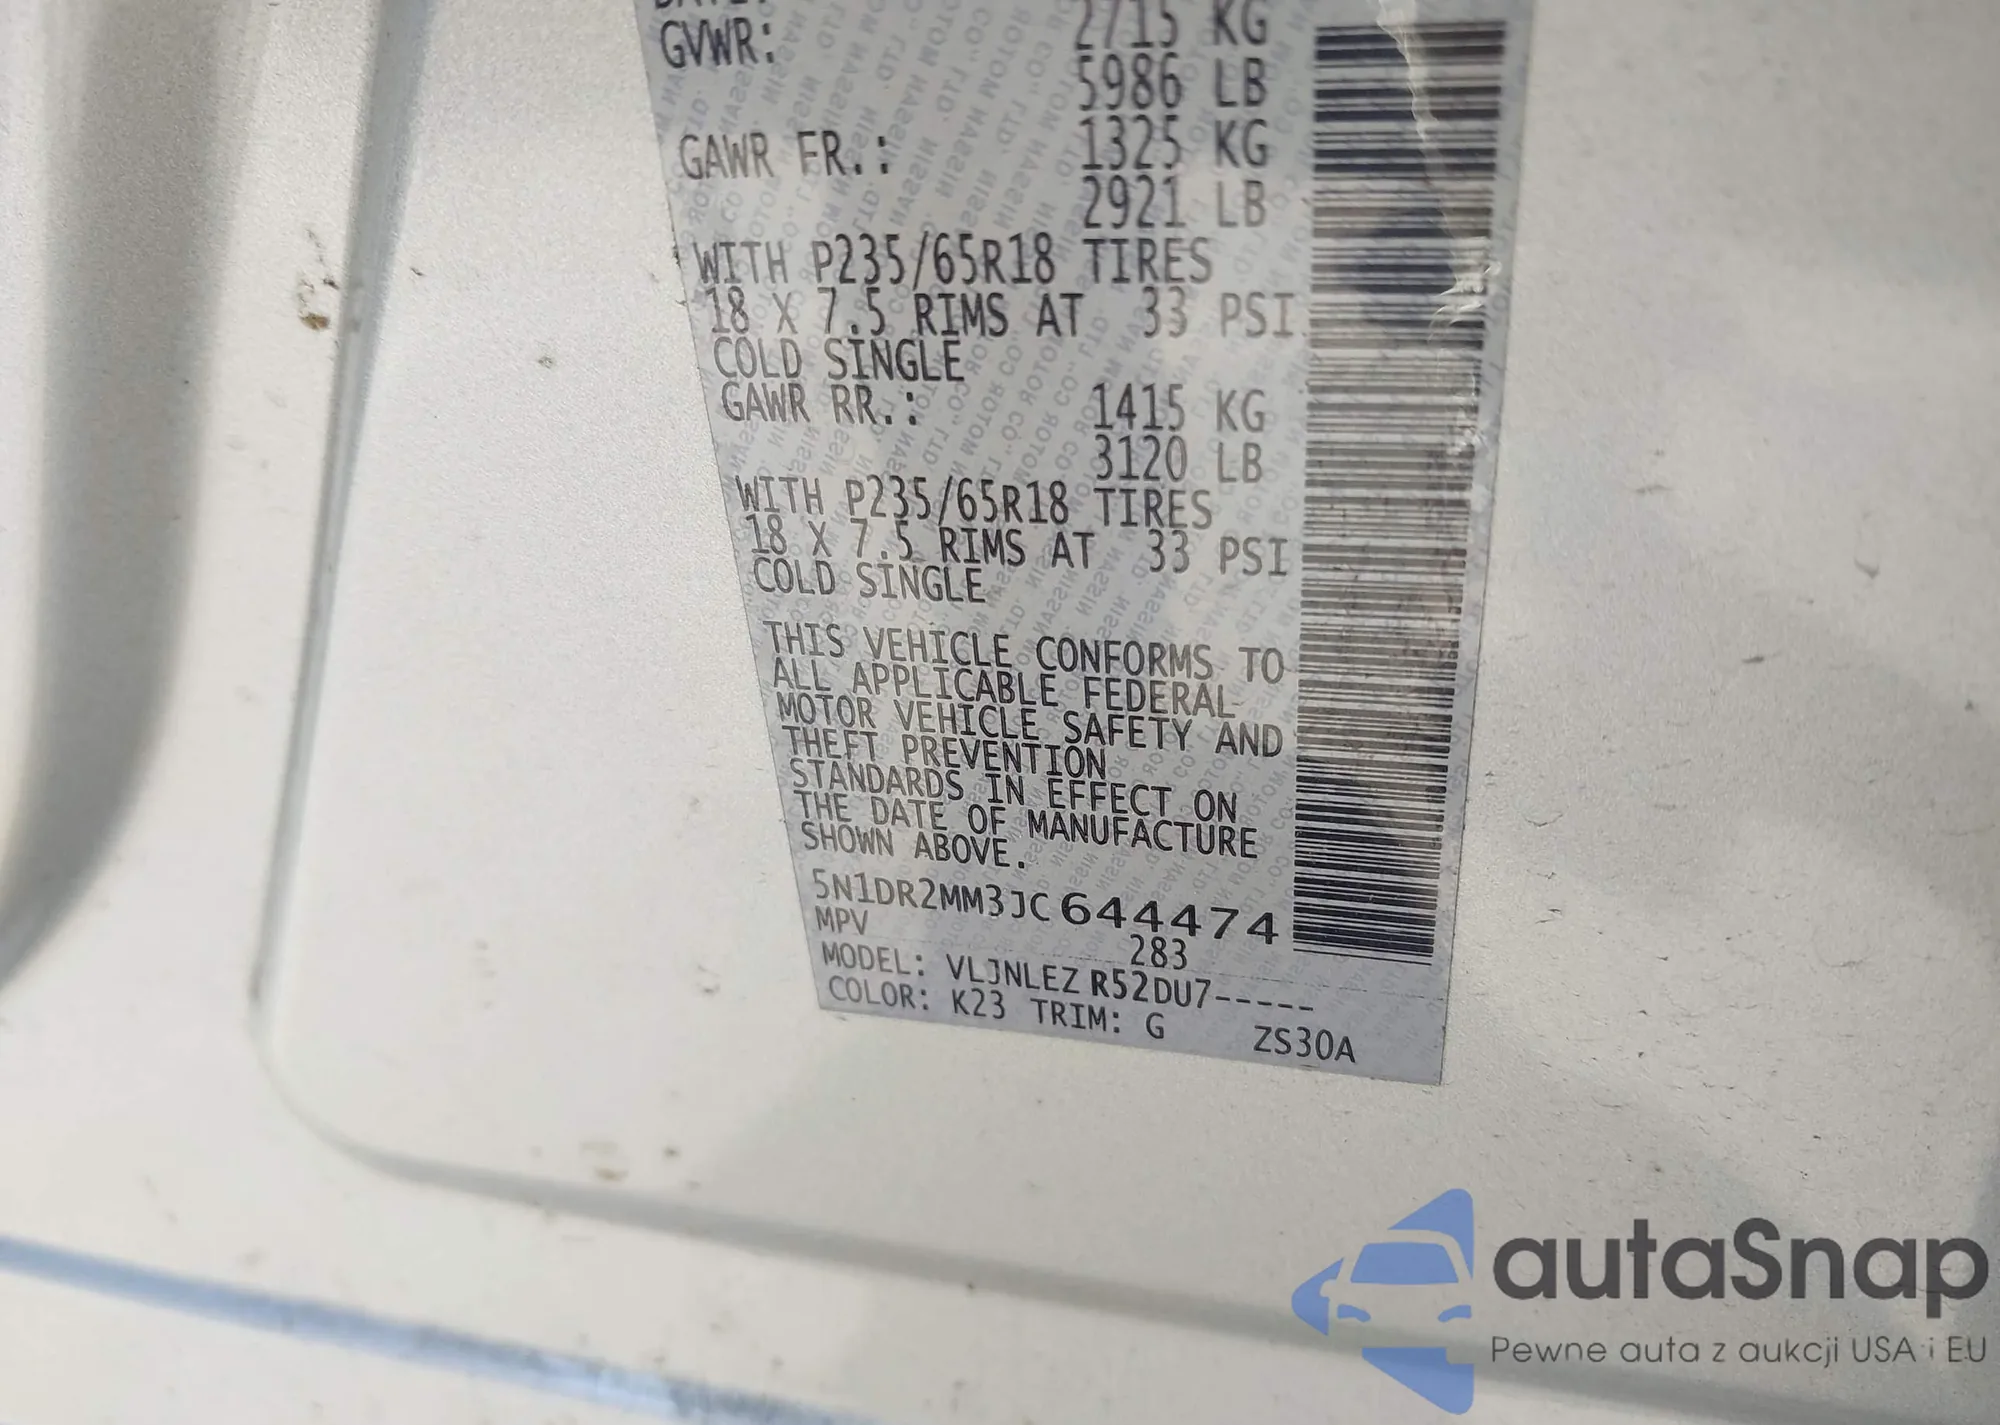 GVWR: 2715 KG
5986 LB
GAWR FR.: 1325 KG
2921 LB
WITH P235/65R18 TIRES
18 X 7.5 RIMS AT 33 PSI
COLD SINGLE
GAWR RR.: 1415 KG
3120 LB
WITH P235/65R18 TIRES
18 X 7.5 RIMS AT 33 PSI
COLD SINGLE
THIS VEHICLE CONFORMS TO
ALL APPLICABLE FEDERAL
MOTOR VEHICLE SAFETY AND
THEFT PREVENTION
STANDARDS IN EFFECT ON
THE DATE OF MANUFACTURE
SHOWN ABOVE.
5N1DR2MM3JC644474
MPV 283
MODEL: VLJNLEZ R52DU7-----
COLOR: K23 TRIM: G ZS30A
autaSnap
Pewne auta z aukcji USA i EU